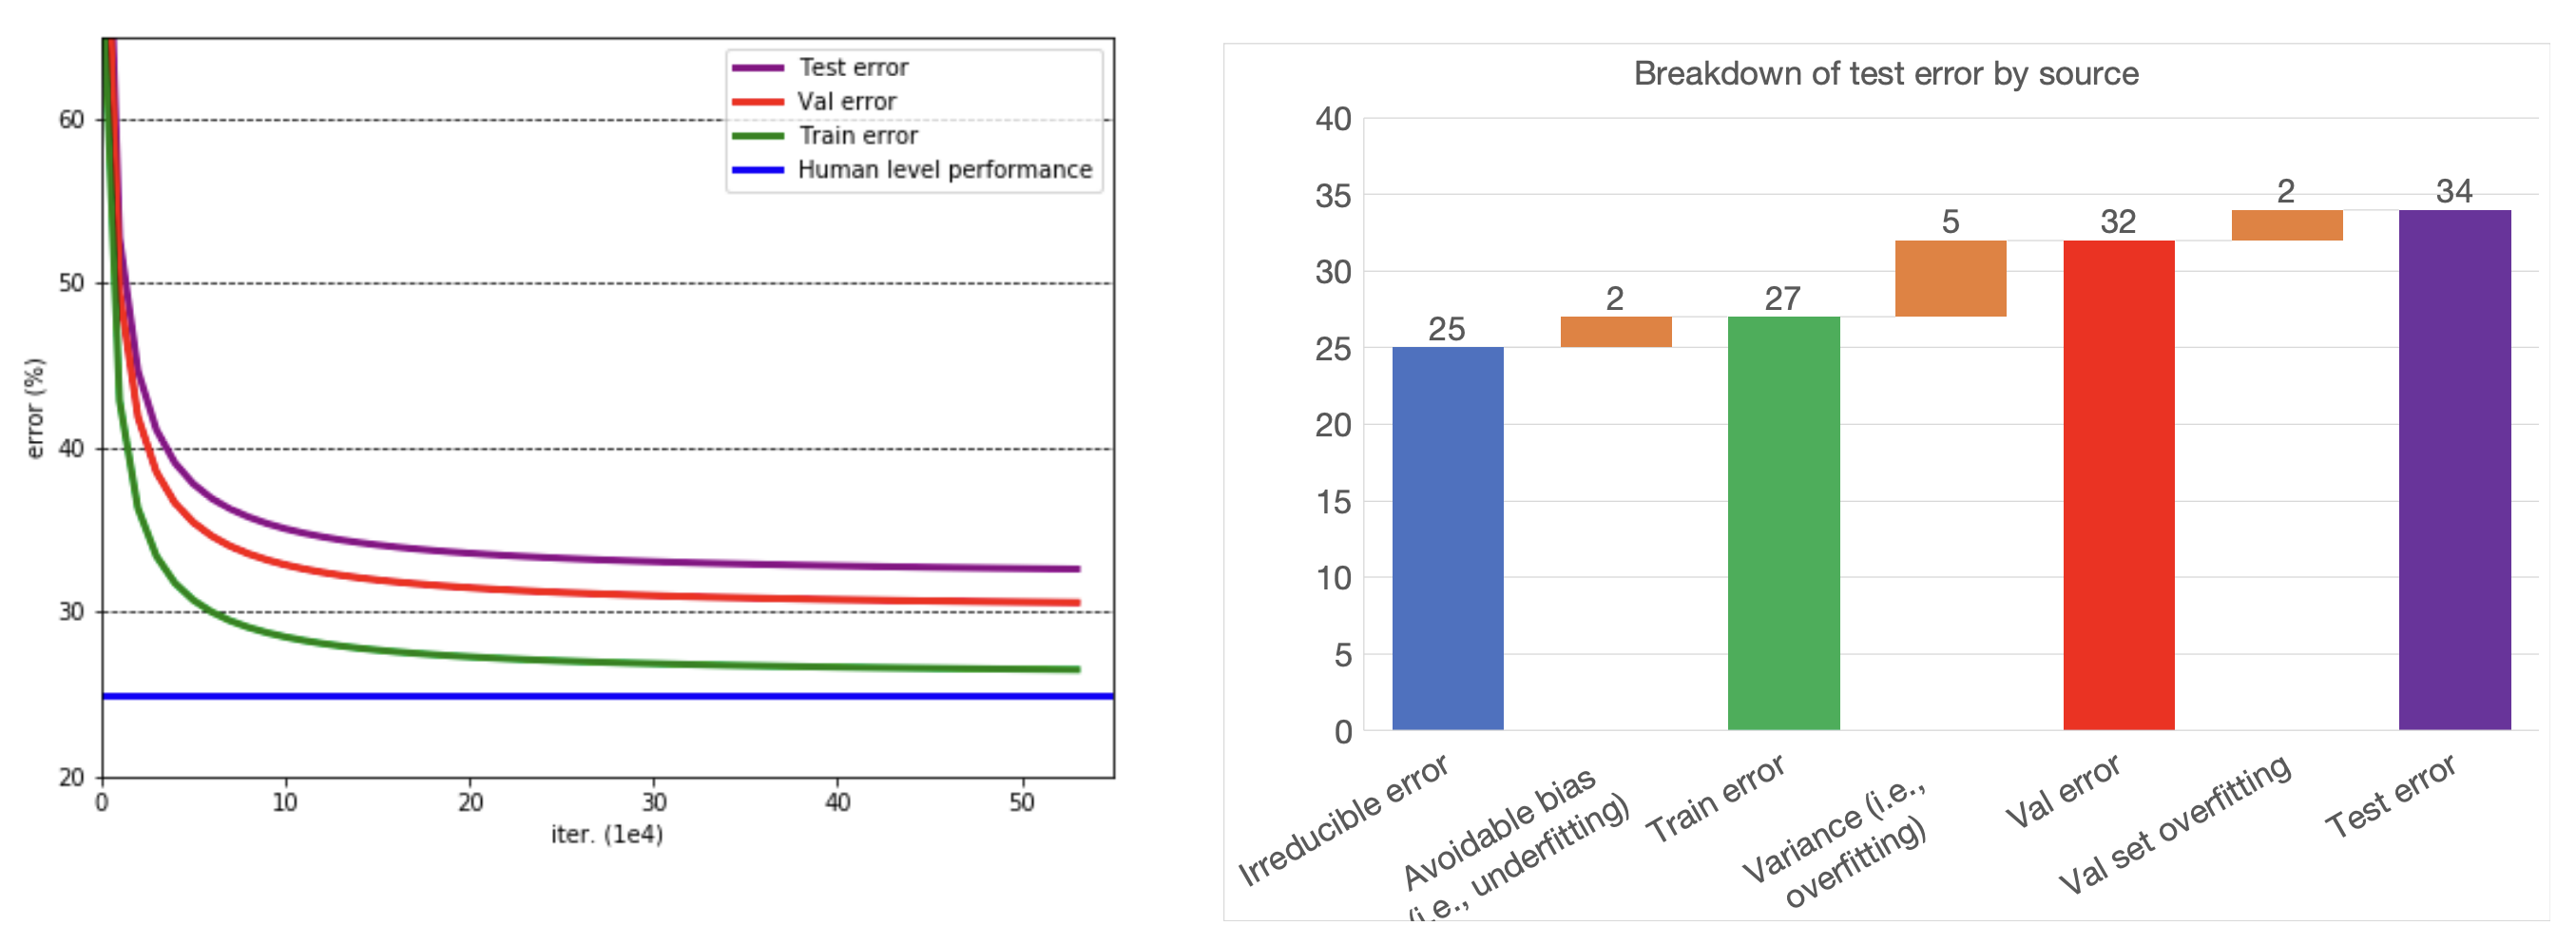 Test error
Val error
Train error
Human level performance
60
50
40
30
20
error (%)
0
10
20
30
40
50
iter. (1e4)
Breakdown of test error by source
40
35
30
25
20
15
10
5
0
25
2
27
5
32
2
34
Irreducible error
Avoidable bias
(i.e., underfitting)
Train error
Variance (i.e.,
overfitting)
Val error
Val set overfitting
Test error